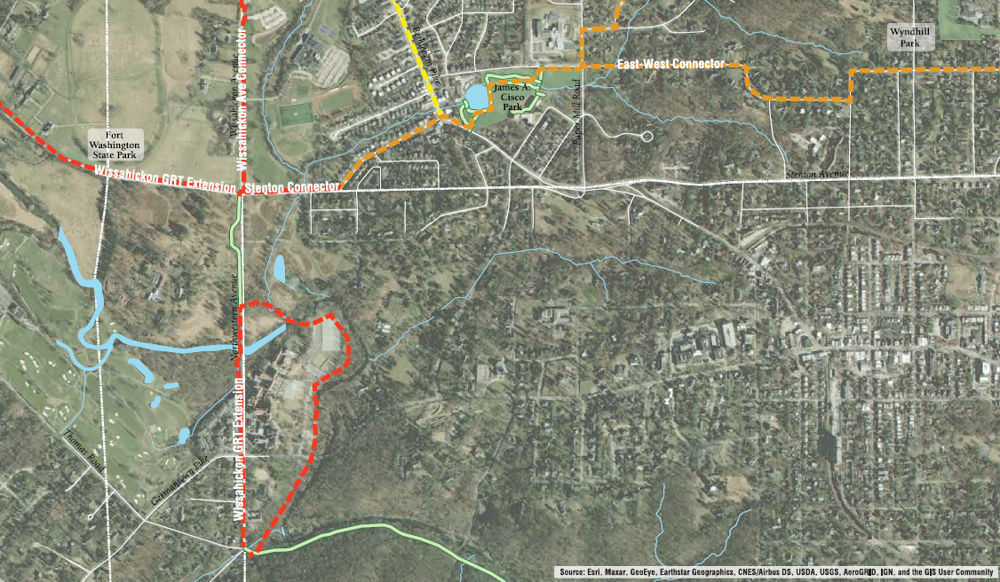 Wyndhill
Park
Bethlehem Pike
Wissahickon Avenue
Wissahickon Ave Connector
East-West Connector
James A.
Cisco
Park
Paper Mill Road
Fort
Washington
State Park
Wissahickon GRT Extension
Stenton Connector
Stenton Avenue
Northwestern Avenue
Wissahickon GRT Extension
Thomas Road
Germantown Pike
Source: Esri, Maxar, GeoEye, Earthstar Geographics, CNES/Airbus DS, USDA, USGS, AeroGRID, IGN, and the GIS User Community